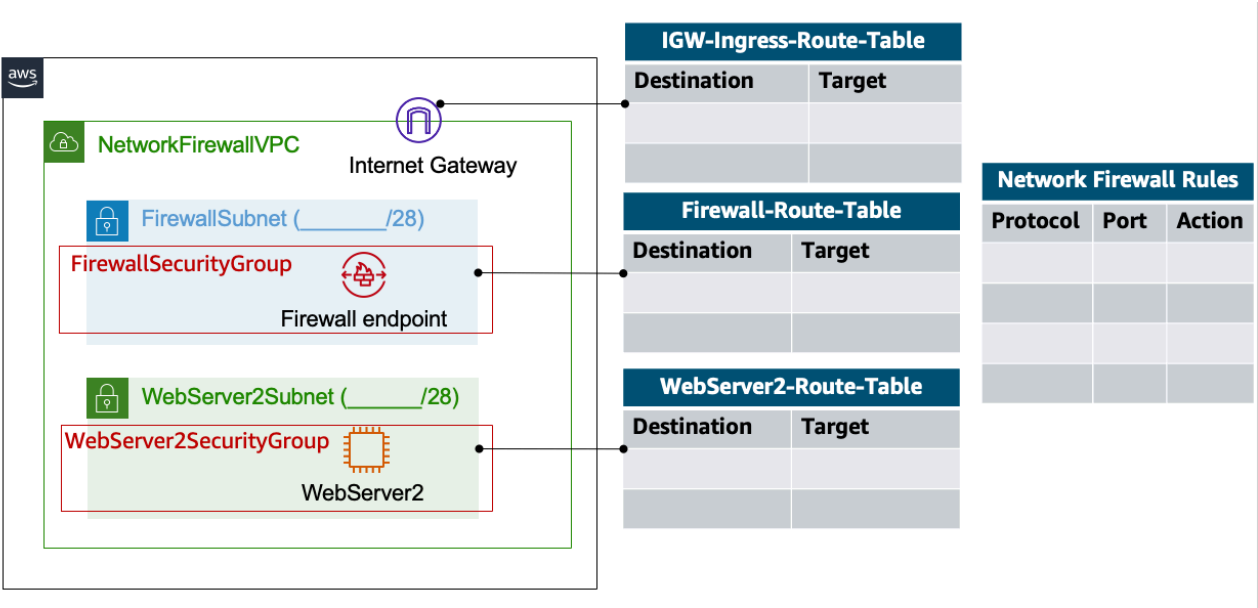 aws
NetworkFirewallVPC
Internet Gateway
FirewallSubnet (_______/28)
FirewallSecurityGroup
Firewall endpoint
WebServer2Subnet (______/28)
WebServer2SecurityGroup
WebServer2
IGW-Ingress-Route-Table
Destination Target
Firewall-Route-Table
Destination Target
WebServer2-Route-Table
Destination Target
Network Firewall Rules
Protocol Port Action